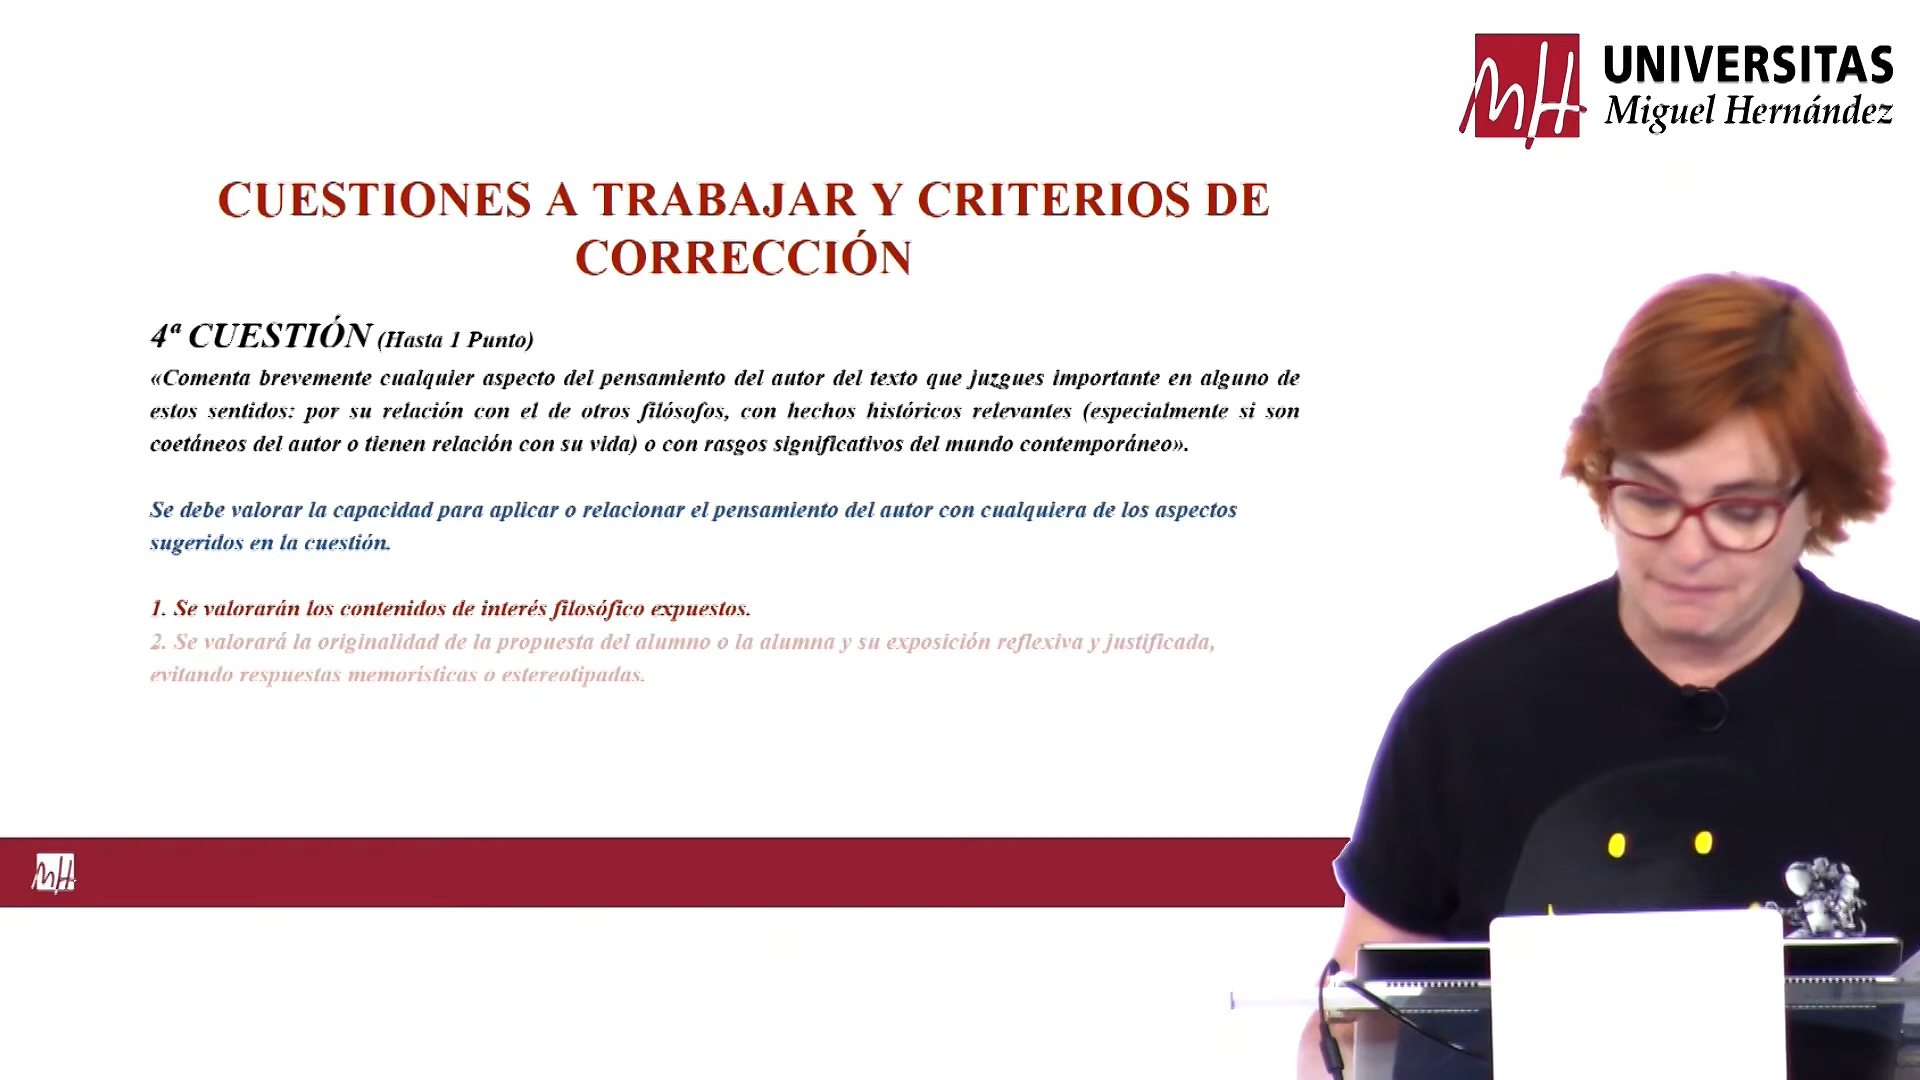 UNIVERSITAS
Miguel Hernández
CUESTIONES A TRABAJAR Y CRITERIOS DE
CORRECCIÓN
4ª CUESTIÓN (Hasta 1 Punto)
«Comenta brevemente cualquier aspecto del pensamiento del autor del texto que juzgues importante en alguno de
estos sentidos: por su relación con el de otros filósofos, con hechos históricos relevantes (especialmente si son
coetáneos del autor o tienen relación con su vida) o con rasgos significativos del mundo contemporáneo».
Se debe valorar la capacidad para aplicar o relacionar el pensamiento del autor con cualquiera de los aspectos
sugeridos en la cuestión.
1. Se valorarán los contenidos de interés filosófico expuestos.
2. Se valorará la originalidad de la propuesta del alumno o la alumna y su exposición reflexiva y justificada,
evitando respuestas memorísticas o estereotipadas.